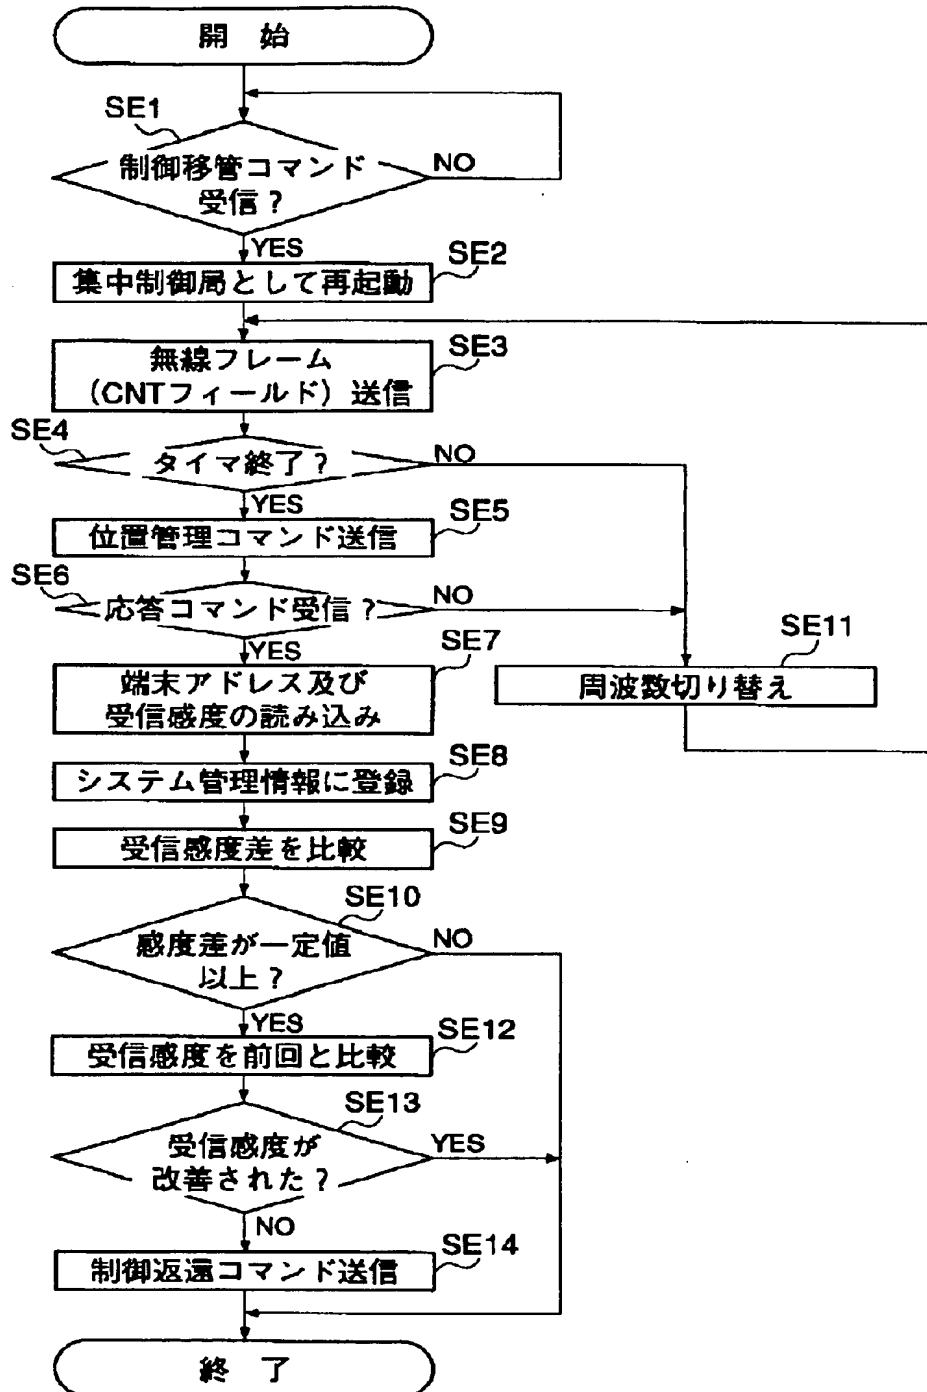 開 始
SE1
制御移管コマンド
受信？
NO
YES
SE2
集中制御局として再起動
SE3
無線フレーム
（CNTフィールド）送信
SE4
タイマ終了？
NO
YES
SE5
位置管理コマンド送信
SE6
応答コマンド受信？
NO
YES
SE7
端末アドレス及び
受信感度の読み込み
SE11
周波数切り替え
SE8
システム管理情報に登録
SE9
受信感度差を比較
SE10
感度差が一定値
以上？
NO
YES
SE12
受信感度を前回と比較
SE13
受信感度が
改善された？
YES
NO
SE14
制御返還コマンド送信
終 了